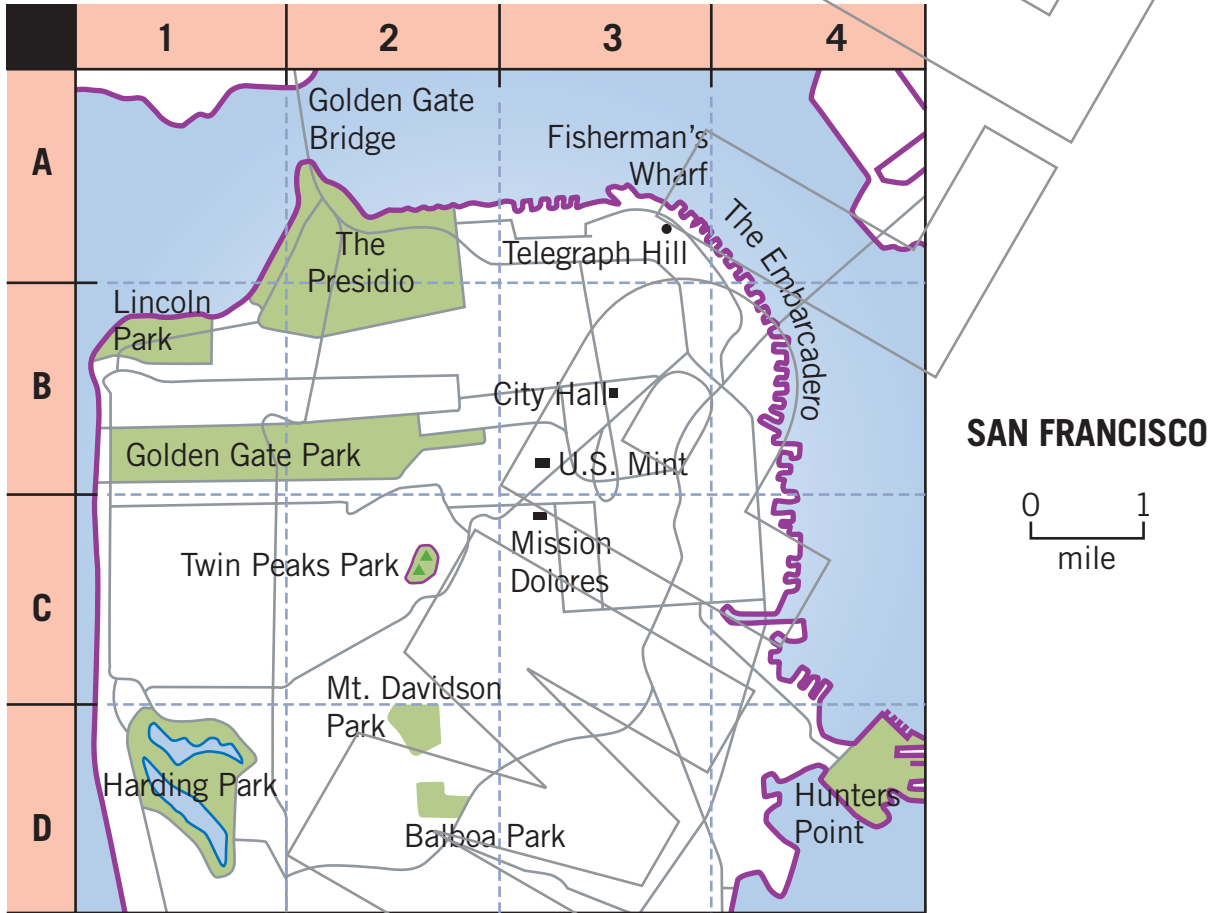 1 2 3 4
A
B
C
D
Golden Gate
Bridge
Fisherman's
Wharf
The Embarcadero
The
Presidio
Telegraph Hill
Lincoln
Park
City Hall
Golden Gate Park
U.S. Mint
Mission
Dolores
Twin Peaks Park
Mt. Davidson
Park
Harding Park
Balboa Park
Hunters
Point
SAN FRANCISCO
0 1
mile